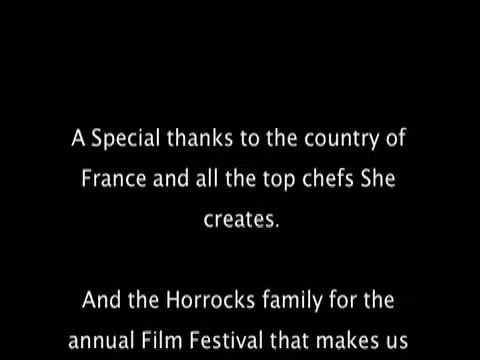 A Special thanks to the country of
France and all the top chefs She
creates.
And the Horrocks family for the
annual Film Festival that makes us